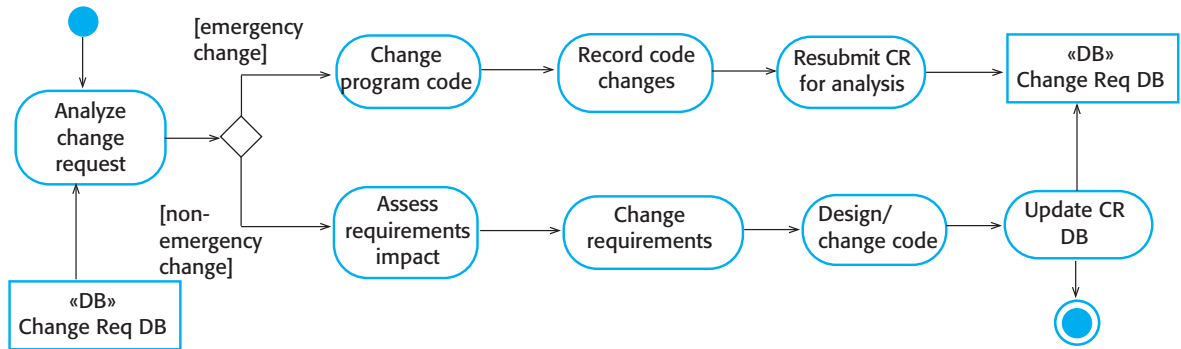 [emergency
change]
Change
program code
Record code
changes
Resubmit CR
for analysis
«DB»
Change Req DB
Analyze
change
request
[non-
emergency
change]
Assess
requirements
impact
Change
requirements
Design/
change code
Update CR
DB
«DB»
Change Req DB